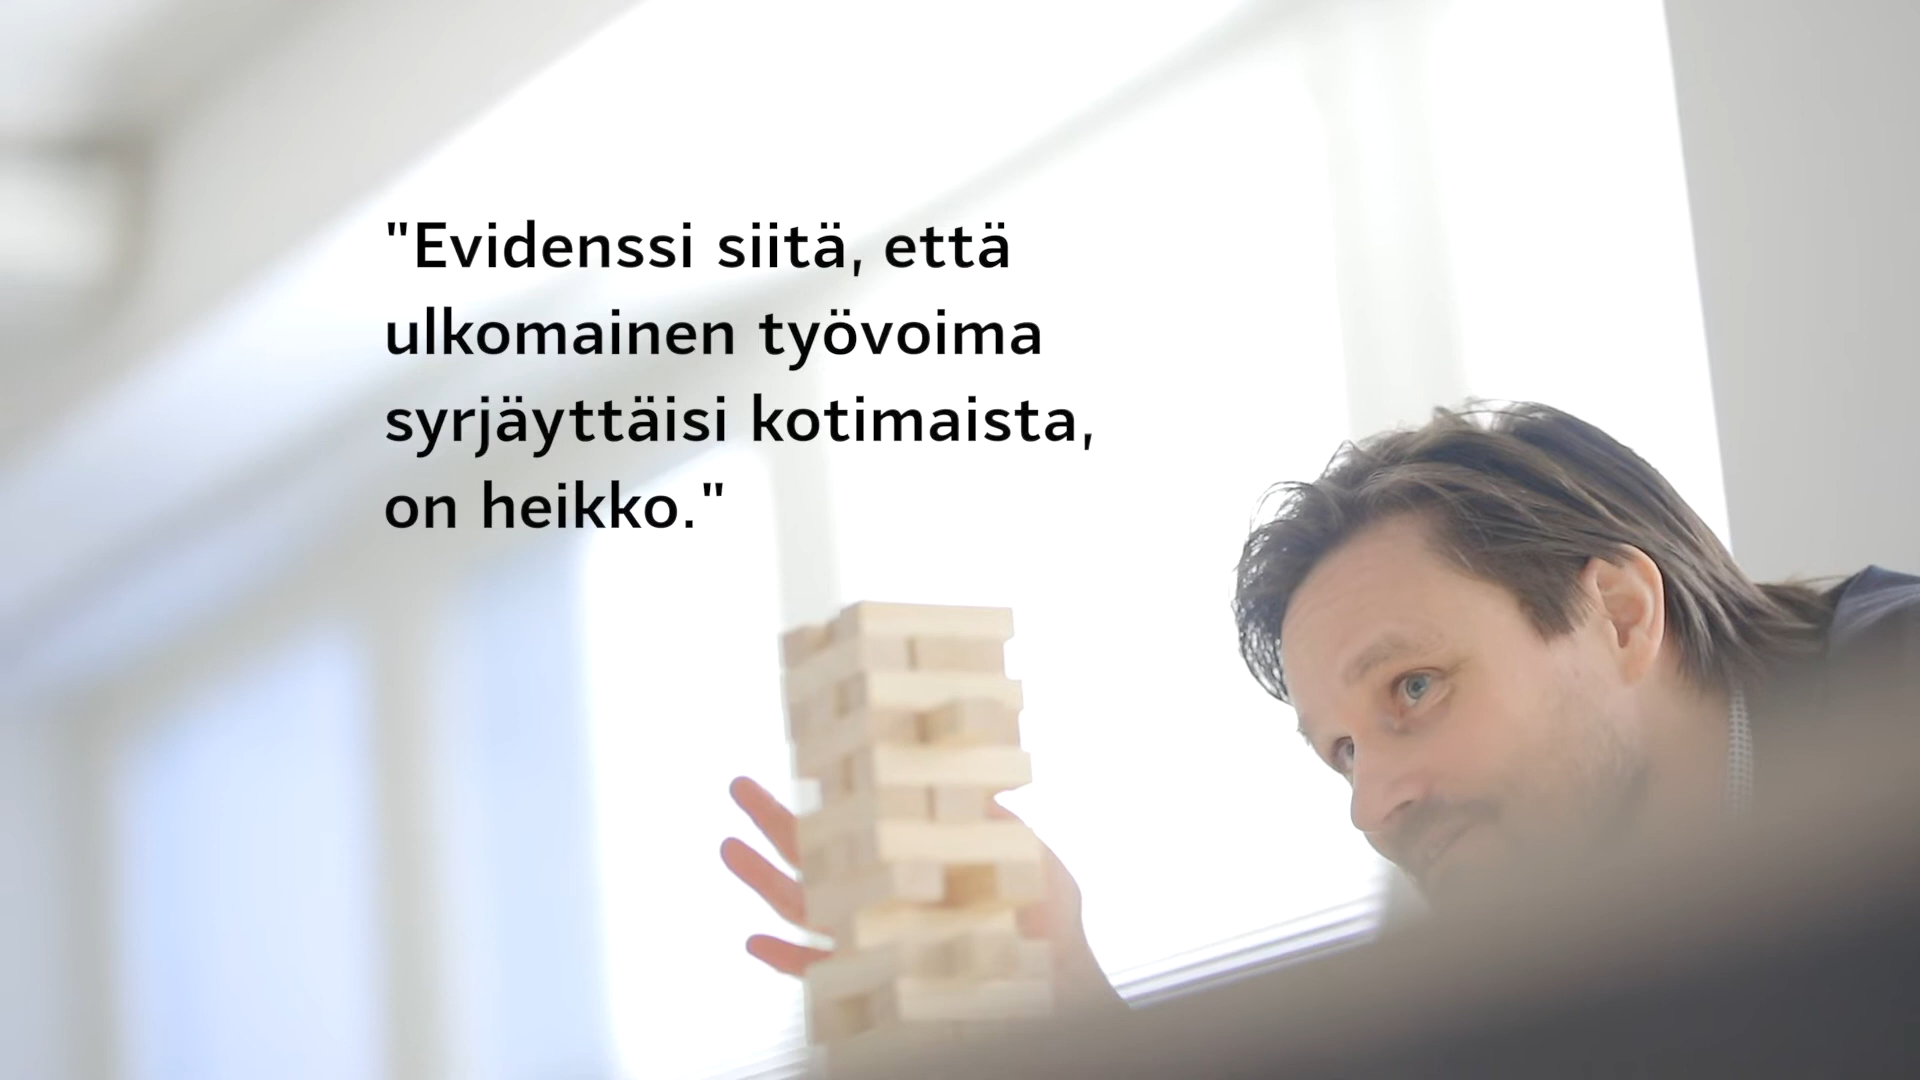 "Evidenssi siitä, että
ulkomainen työvoima
syrjäyttäisi kotimaista,
on heikko."